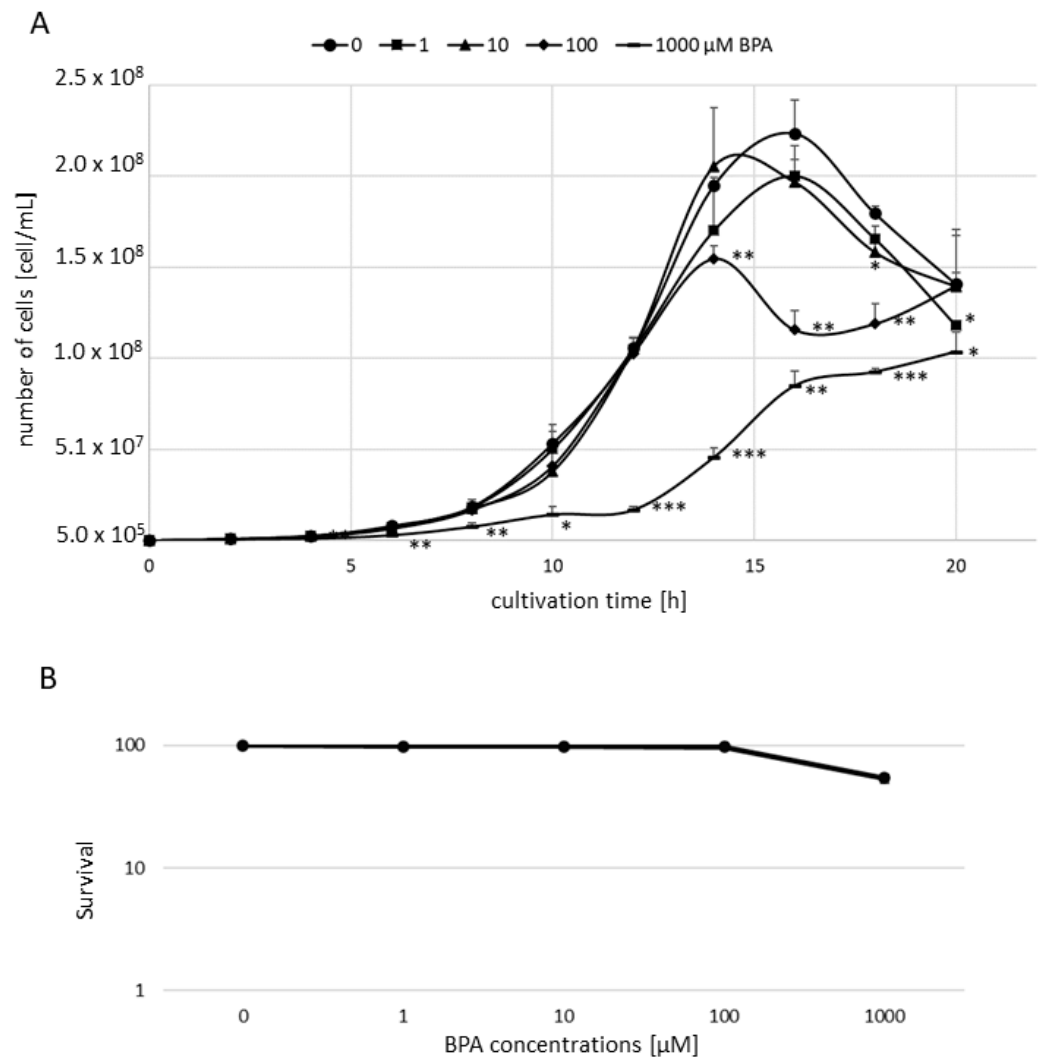 A
0 1 10 100 1000 µM BPA
2.5 x 10⁸
2.0 x 10⁸
1.5 x 10⁸
1.0 x 10⁸
5.1 x 10⁷
5.0 x 10⁵
number of cells [cell/mL]
**
*
**
**
*
*
**
***
***
***
**
**
*
**
0 5 10 15 20
cultivation time [h]
B
100
10
1
Survival
0 1 10 100 1000
BPA concentrations [µM]